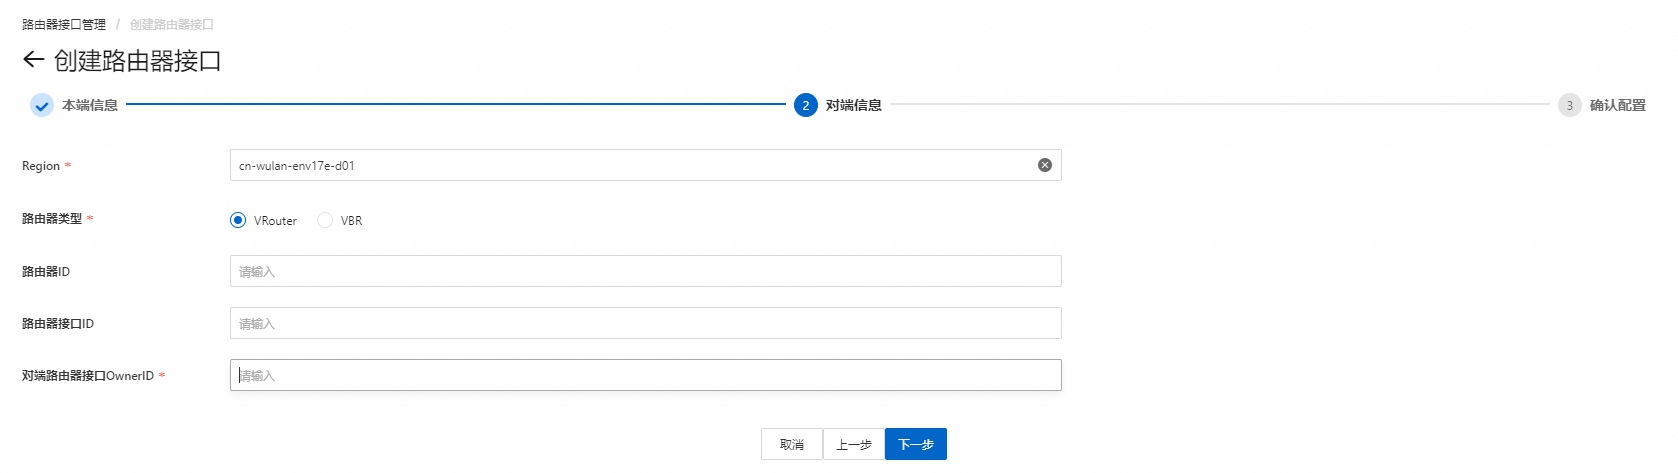 路由器接口管理 / 创建路由器接口
创建路由器接口
本端信息 2 对端信息 3 确认配置
Region * cn-wulan-env17e-d01
路由器类型 * VRouter VBR
路由器ID 请输入
路由器接口ID 请输入
对端路由器接口OwnerID * 请输入
取消 上一步 下一步